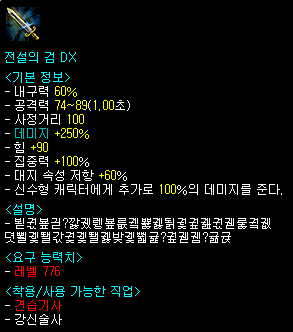 전설의 검 DX
<기본 정보>
- 내구력 60%
- 공격력 74~89(1,00초)
- 사정거리 100
- 데미지 +250%
- 힘 +90
- 집중력 +100%
- 대지 속성 저항 +60%
- 신수형 캐릭터에게 추가로 100%의 데미지를 준다.
<설명>
<요구 능력치>
- 레벨 776
<착용/사용 가능한 직업>
- 견습기사
- 강신술사